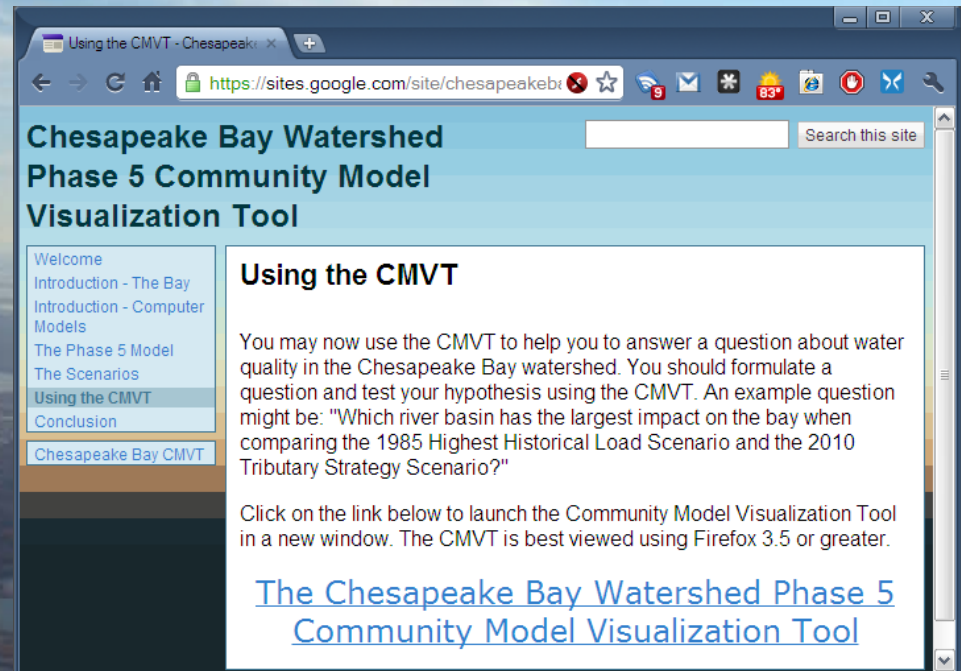 Using the CMVT - Chesapeake
https://sites.google.com/site/chesapeakeba
9
83°
Chesapeake Bay Watershed
Phase 5 Community Model
Visualization Tool
Search this site
Welcome
Introduction - The Bay
Introduction - Computer
Models
The Phase 5 Model
The Scenarios
Using the CMVT
Conclusion
Chesapeake Bay CMVT
Using the CMVT
You may now use the CMVT to help you to answer a question about water
quality in the Chesapeake Bay watershed. You should formulate a
question and test your hypothesis using the CMVT. An example question
might be: "Which river basin has the largest impact on the bay when
comparing the 1985 Highest Historical Load Scenario and the 2010
Tributary Strategy Scenario?"
Click on the link below to launch the Community Model Visualization Tool
in a new window. The CMVT is best viewed using Firefox 3.5 or greater.
The Chesapeake Bay Watershed Phase 5
Community Model Visualization Tool